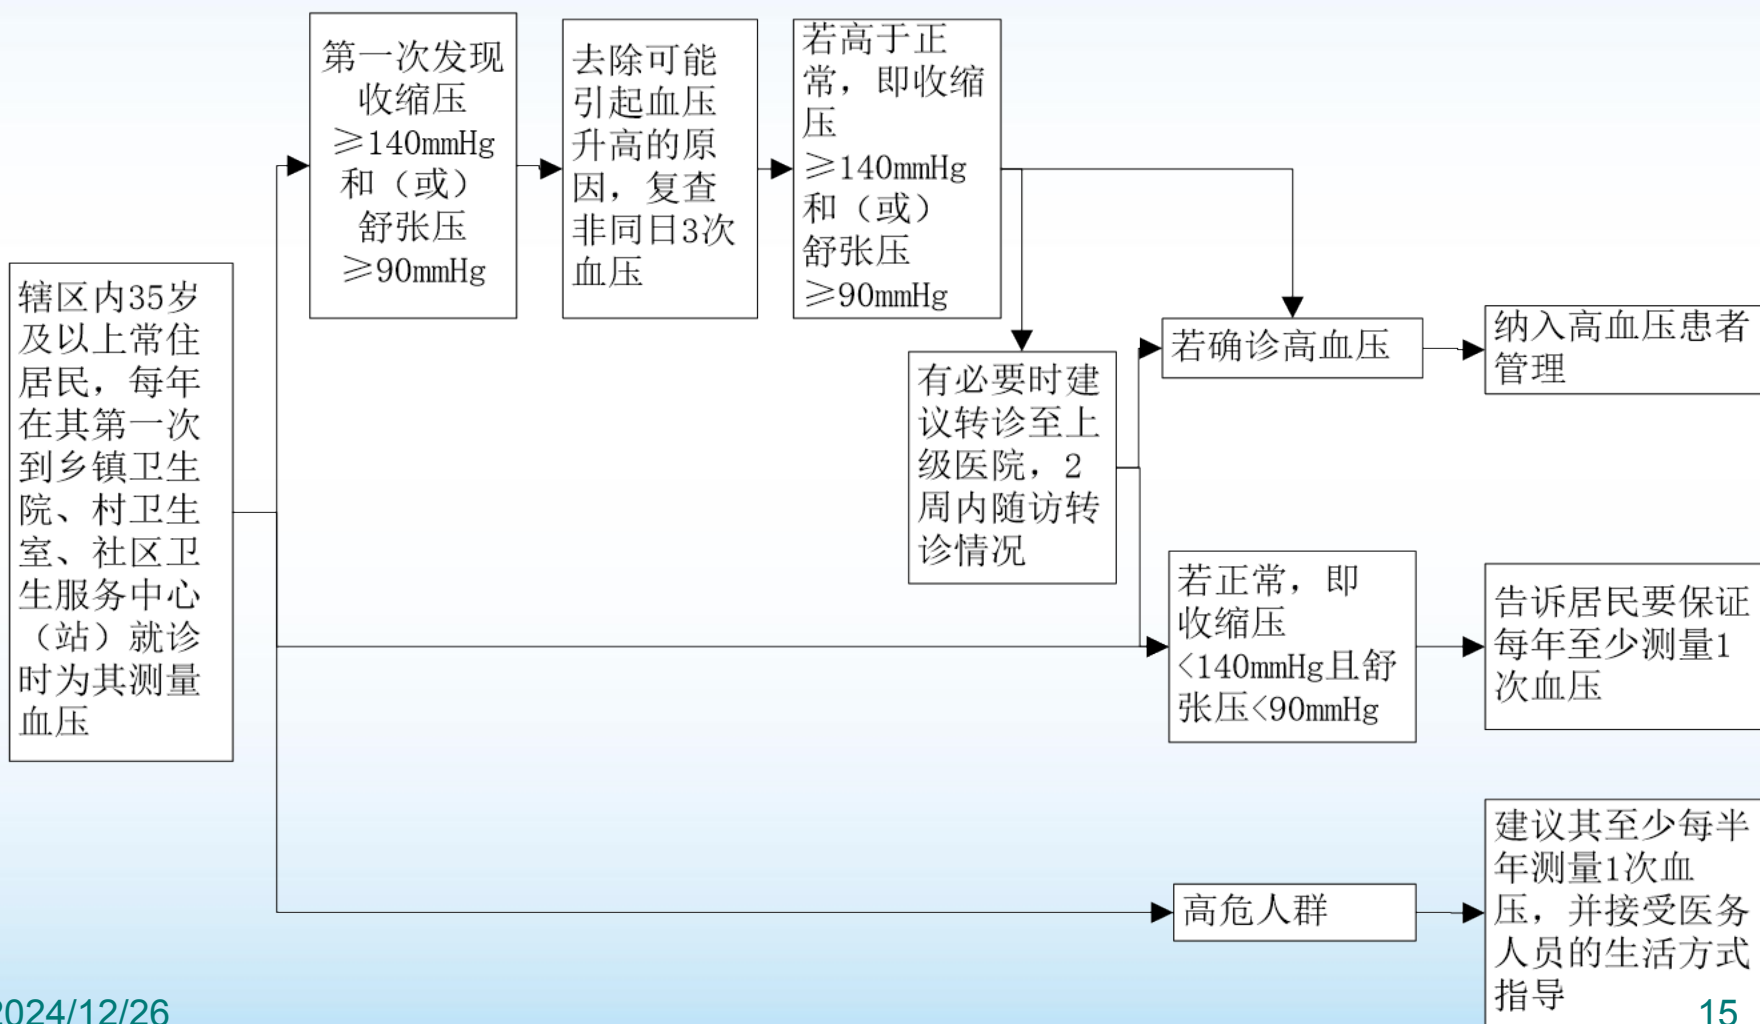 第一次发现
收缩压
≥140mmHg
和（或）
舒张压
≥90mmHg
去除可能
引起血压
升高的原
因，复查
非同日3次
血压
若高于正
常，即收缩
压
≥140mmHg
和（或）
舒张压
≥90mmHg
辖区内35岁
及以上常住
居民，每年
在其第一次
到乡镇卫生
院、村卫生
室、社区卫
生服务中心
（站）就诊
时为其测量
血压
有必要时建
议转诊至上
级医院，2
周内随访转
诊情况
若确诊高血压
纳入高血压患者
管理
若正常，即
收缩压
<140mmHg且舒
张压<90mmHg
告诉居民要保证
每年至少测量1
次血压
高危人群
建议其至少每半
年测量1次血
压，并接受医务
人员的生活方式
指导
2024/12/26
15